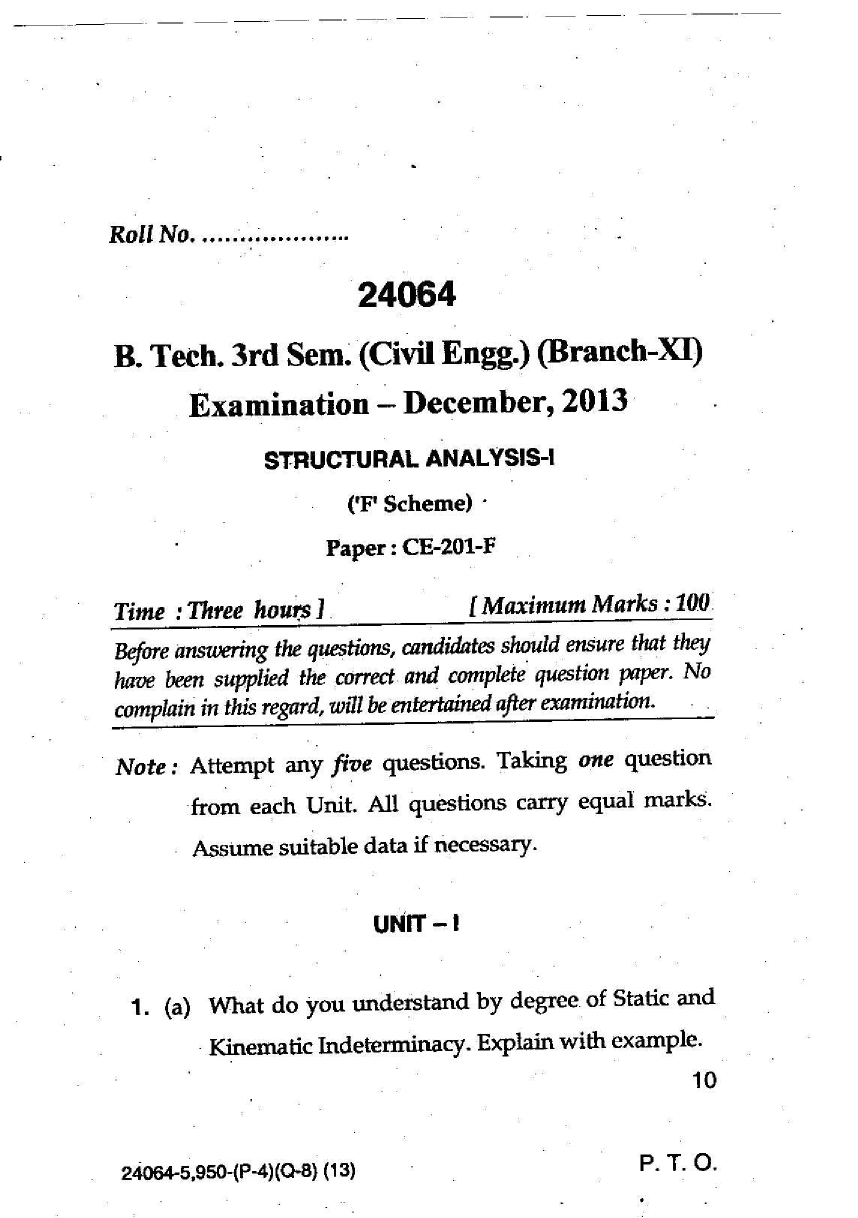 Roll No. ......................
24064
B. Tech. 3rd Sem. (Civil Engg.) (Branch-XI)
Examination – December, 2013
STRUCTURAL ANALYSIS-I
('F' Scheme)
Paper : CE-201-F
Time : Three hours ] [ Maximum Marks : 100
Before answering the questions, candidates should ensure that they
have been supplied the correct and complete question paper. No
complain in this regard, will be entertained after examination.
Note : Attempt any five questions. Taking one question
from each Unit. All questions carry equal marks.
Assume suitable data if necessary.
UNIT – I
1. (a) What do you understand by degree of Static and
Kinematic Indeterminacy. Explain with example.
10
24064-5,950-(P-4)(Q-8) (13) P. T. O.